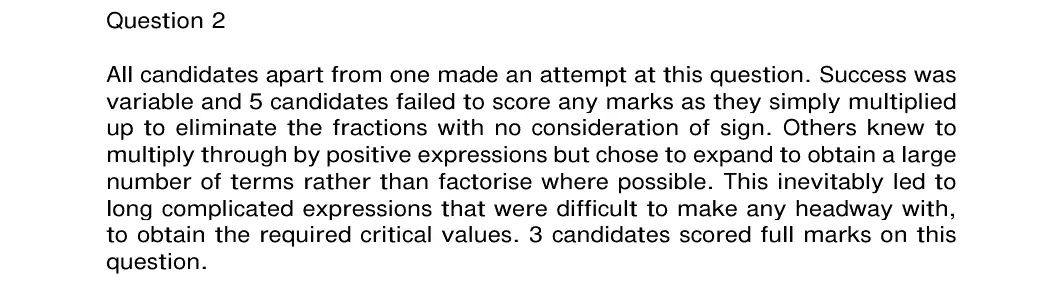 Question 2
All candidates apart from one made an attempt at this question. Success was
variable and 5 candidates failed to score any marks as they simply multiplied
up to eliminate the fractions with no consideration of sign. Others knew to
multiply through by positive expressions but chose to expand to obtain a large
number of terms rather than factorise where possible. This inevitably led to
long complicated expressions that were difficult to make any headway with,
to obtain the required critical values. 3 candidates scored full marks on this
question.